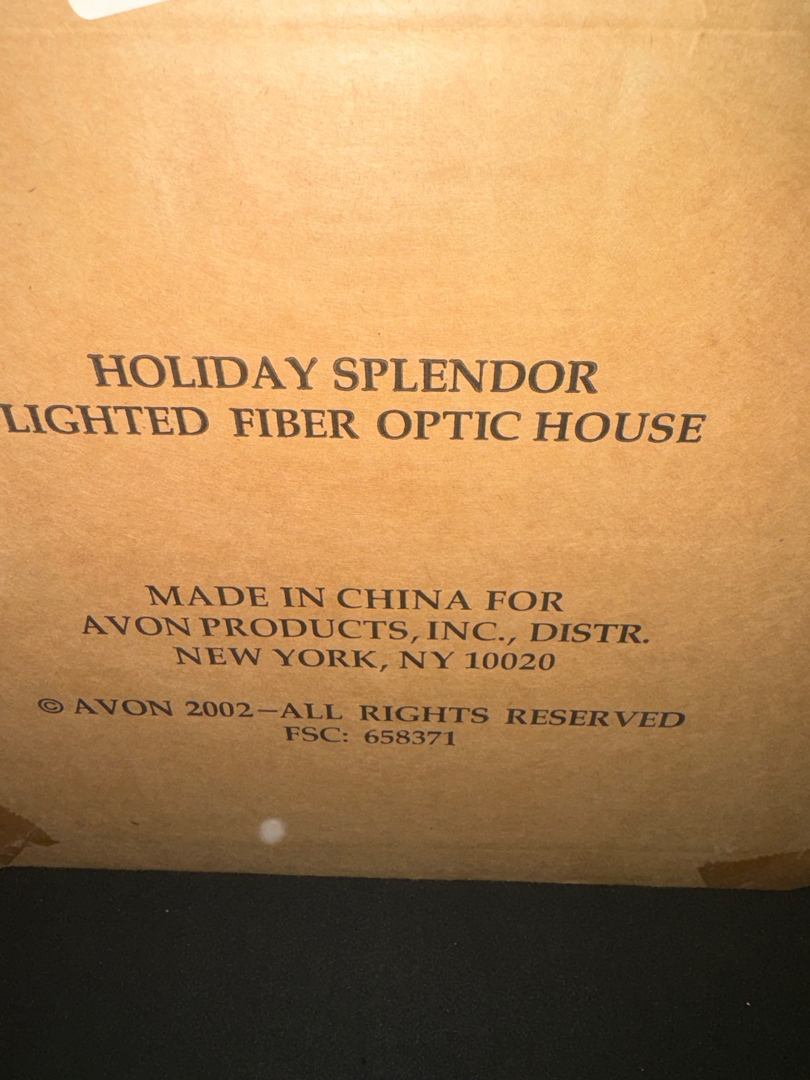 HOLIDAY SPLENDOR
LIGHTED FIBER OPTIC HOUSE
MADE IN CHINA FOR
AVON PRODUCTS, INC., DISTR.
NEW YORK, NY 10020
© AVON 2002—ALL RIGHTS RESERVED
FSC: 658371